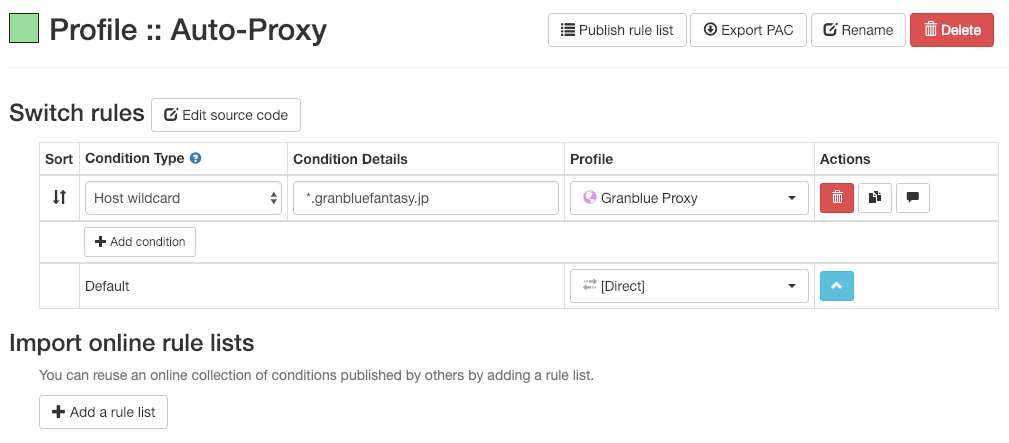 Profile :: Auto-Proxy
Publish rule list
Export PAC
Rename
Delete
Switch rules
Edit source code
Sort
Condition Type
Condition Details
Profile
Actions
Host wildcard
*.granbluefantasy.jp
Granblue Proxy
Add condition
Default
[Direct]
Import online rule lists
You can reuse an online collection of conditions published by others by adding a rule list.
Add a rule list